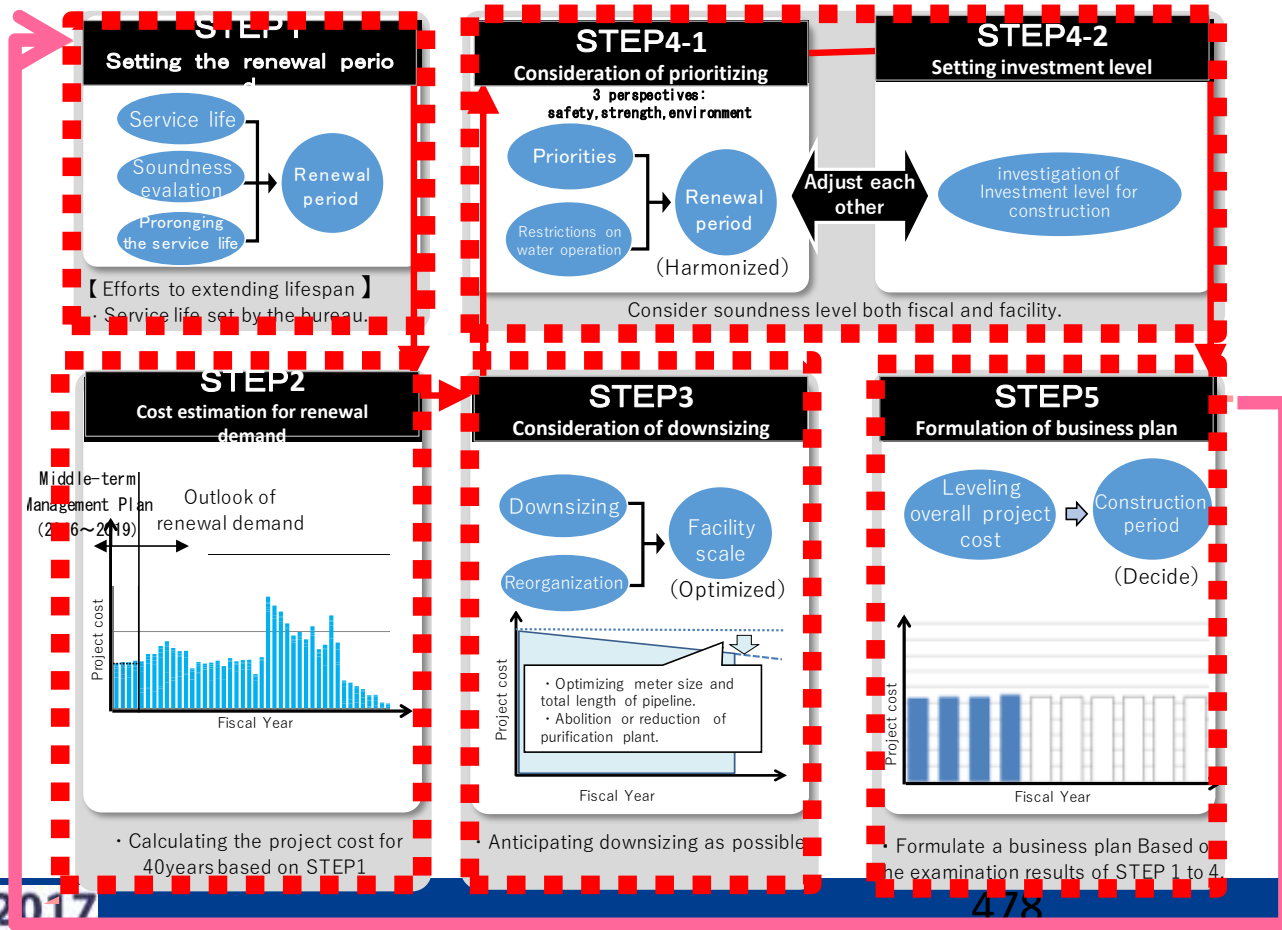 STEP1
Setting the renewal perio
d
Service life
Soundness
evalation
Proronging
the service life
Renewal
period
【Efforts to extending lifespan】
・Service life set by the bureau.
STEP4-1
Consideration of prioritizing
3 perspectives:
safety,strength,environment
Priorities
Restrictions on
water operation
Renewal
period
(Harmonized)
Adjust each
other
STEP4-2
Setting investment level
investigation of
Investment level for
construction
Consider soundness level both fiscal and facility.
STEP2
Cost estimation for renewal
demand
Middle-term
Management Plan
Outlook of
renewal demand
Project cost
Fiscal Year
・Calculating the project cost for
40years based on STEP1
STEP3
Consideration of downsizing
Downsizing
Reorganization
Facility
scale
(Optimized)
Project cost
・Optimizing meter size and
total length of pipeline.
・Abolition or reduction of
purification plant.
Fiscal Year
・Anticipating downsizing as possible
STEP5
Formulation of business plan
Leveling
overall project
cost
Construction
period
(Decide)
Project cost
Fiscal Year
・Formulate a business plan Based o
he examination results of STEP 1 to 4.
2017
478